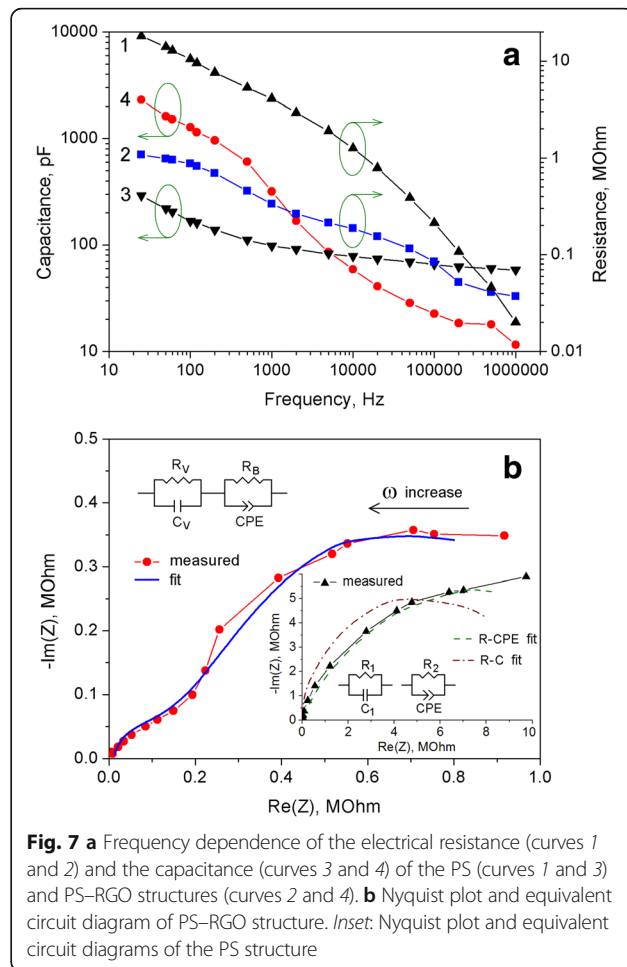 a
10000
1000
100
10
Capacitance, pF
1
4
2
3
10
1
0.1
0.01
Resistance, MOhm
10 100 1000 10000 100000 1000000
Frequency, Hz
b
0.5
0.4
0.3
0.2
0.1
0.0
-Im(Z), MOhm
R_V R_B
C_V CPE
ω increase
measured
fit
measured
R-CPE fit
R-C fit
5
4
3
2
1
0
-Im(Z), MOhm
R_1 R_2
C_1 CPE
0 2 4 6 8 10
Re(Z), MOhm
0.0 0.2 0.4 0.6 0.8 1.0
Re(Z), MOhm
Fig. 7 a Frequency dependence of the electrical resistance (curves 1
and 2) and the capacitance (curves 3 and 4) of the PS (curves 1 and 3)
and PS–RGO structures (curves 2 and 4). b Nyquist plot and equivalent
circuit diagram of PS–RGO structure. Inset: Nyquist plot and equivalent
circuit diagrams of the PS structure